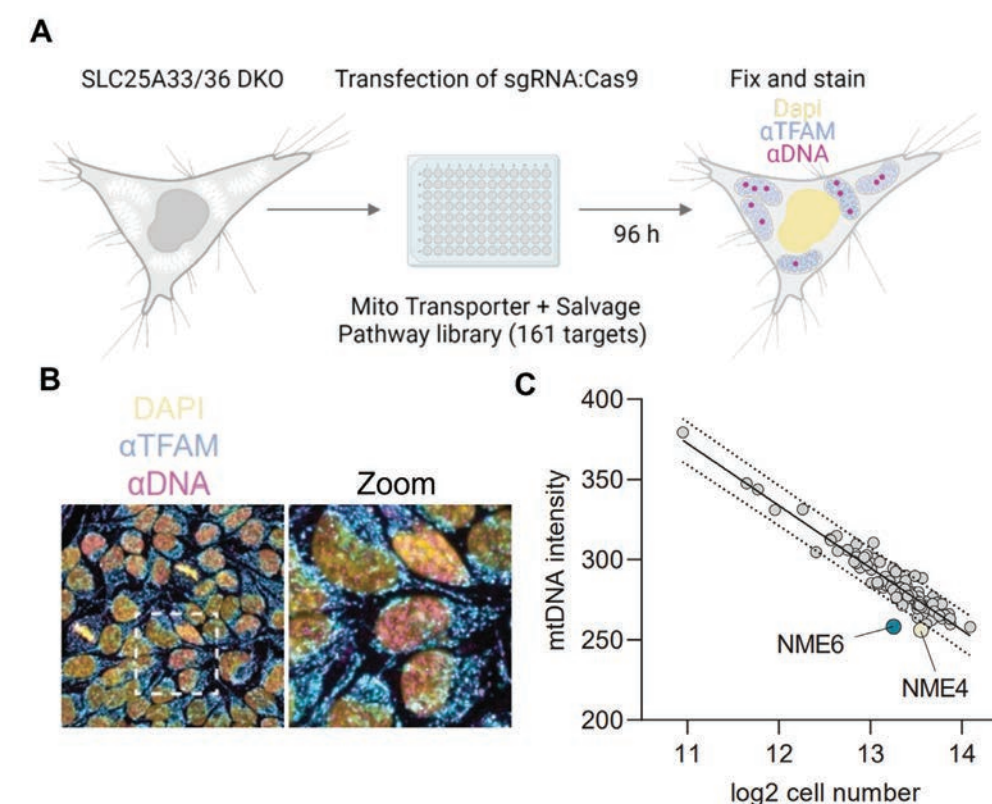 A
SLC25A33/36 DKO
Transfection of sgRNA:Cas9
Fix and stain
Dapi
αTFAM
αDNA
96 h
Mito Transporter + Salvage
Pathway library (161 targets)
B
DAPI
αTFAM
αDNA
Zoom
C
400
350
300
250
200
mtDNA intensity
NME6
NME4
11 12 13 14
log2 cell number